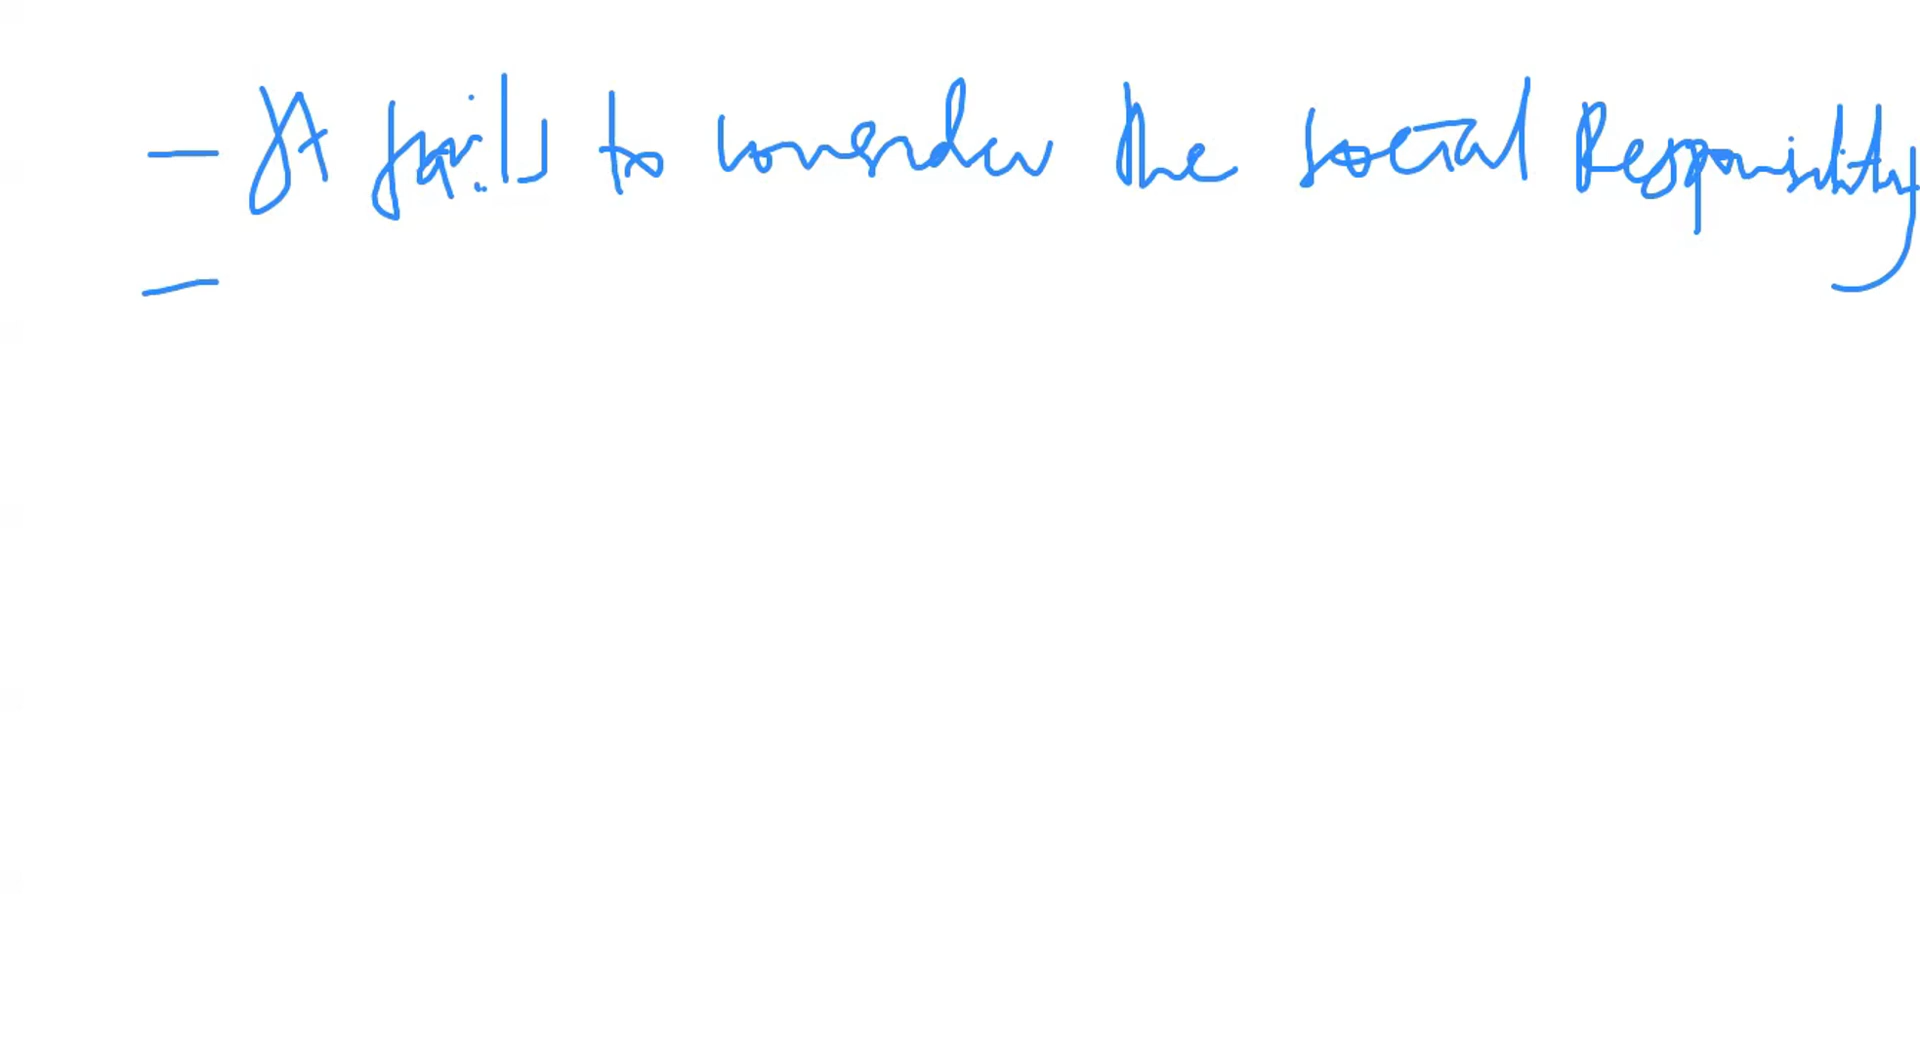 - It fails to consider the social Responsibility
-